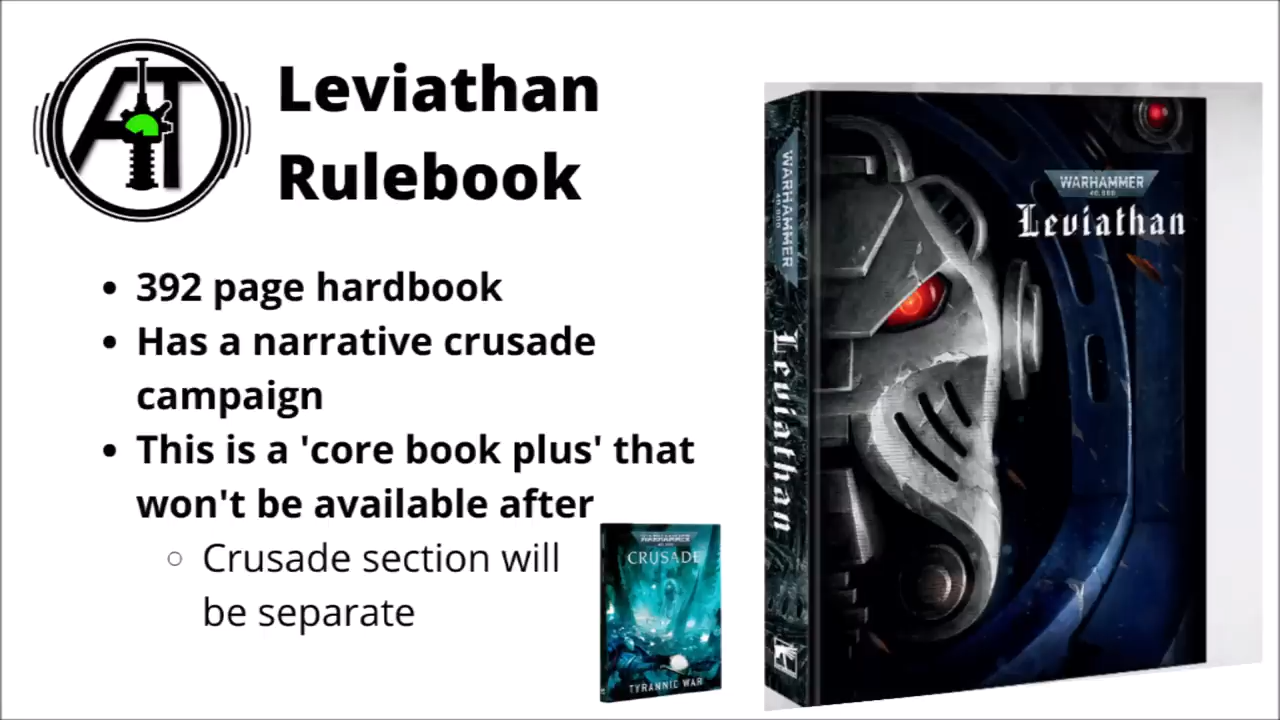 AT
Leviathan
Rulebook
• 392 page hardbook
• Has a narrative crusade
campaign
• This is a 'core book plus' that
won't be available after
○ Crusade section will
be separate
WARHAMMER
CRUSADE
TYRANNIC WAR
WARHAMMER
40,000
Leviathan
WARHAMMER
40,000
Leviathan